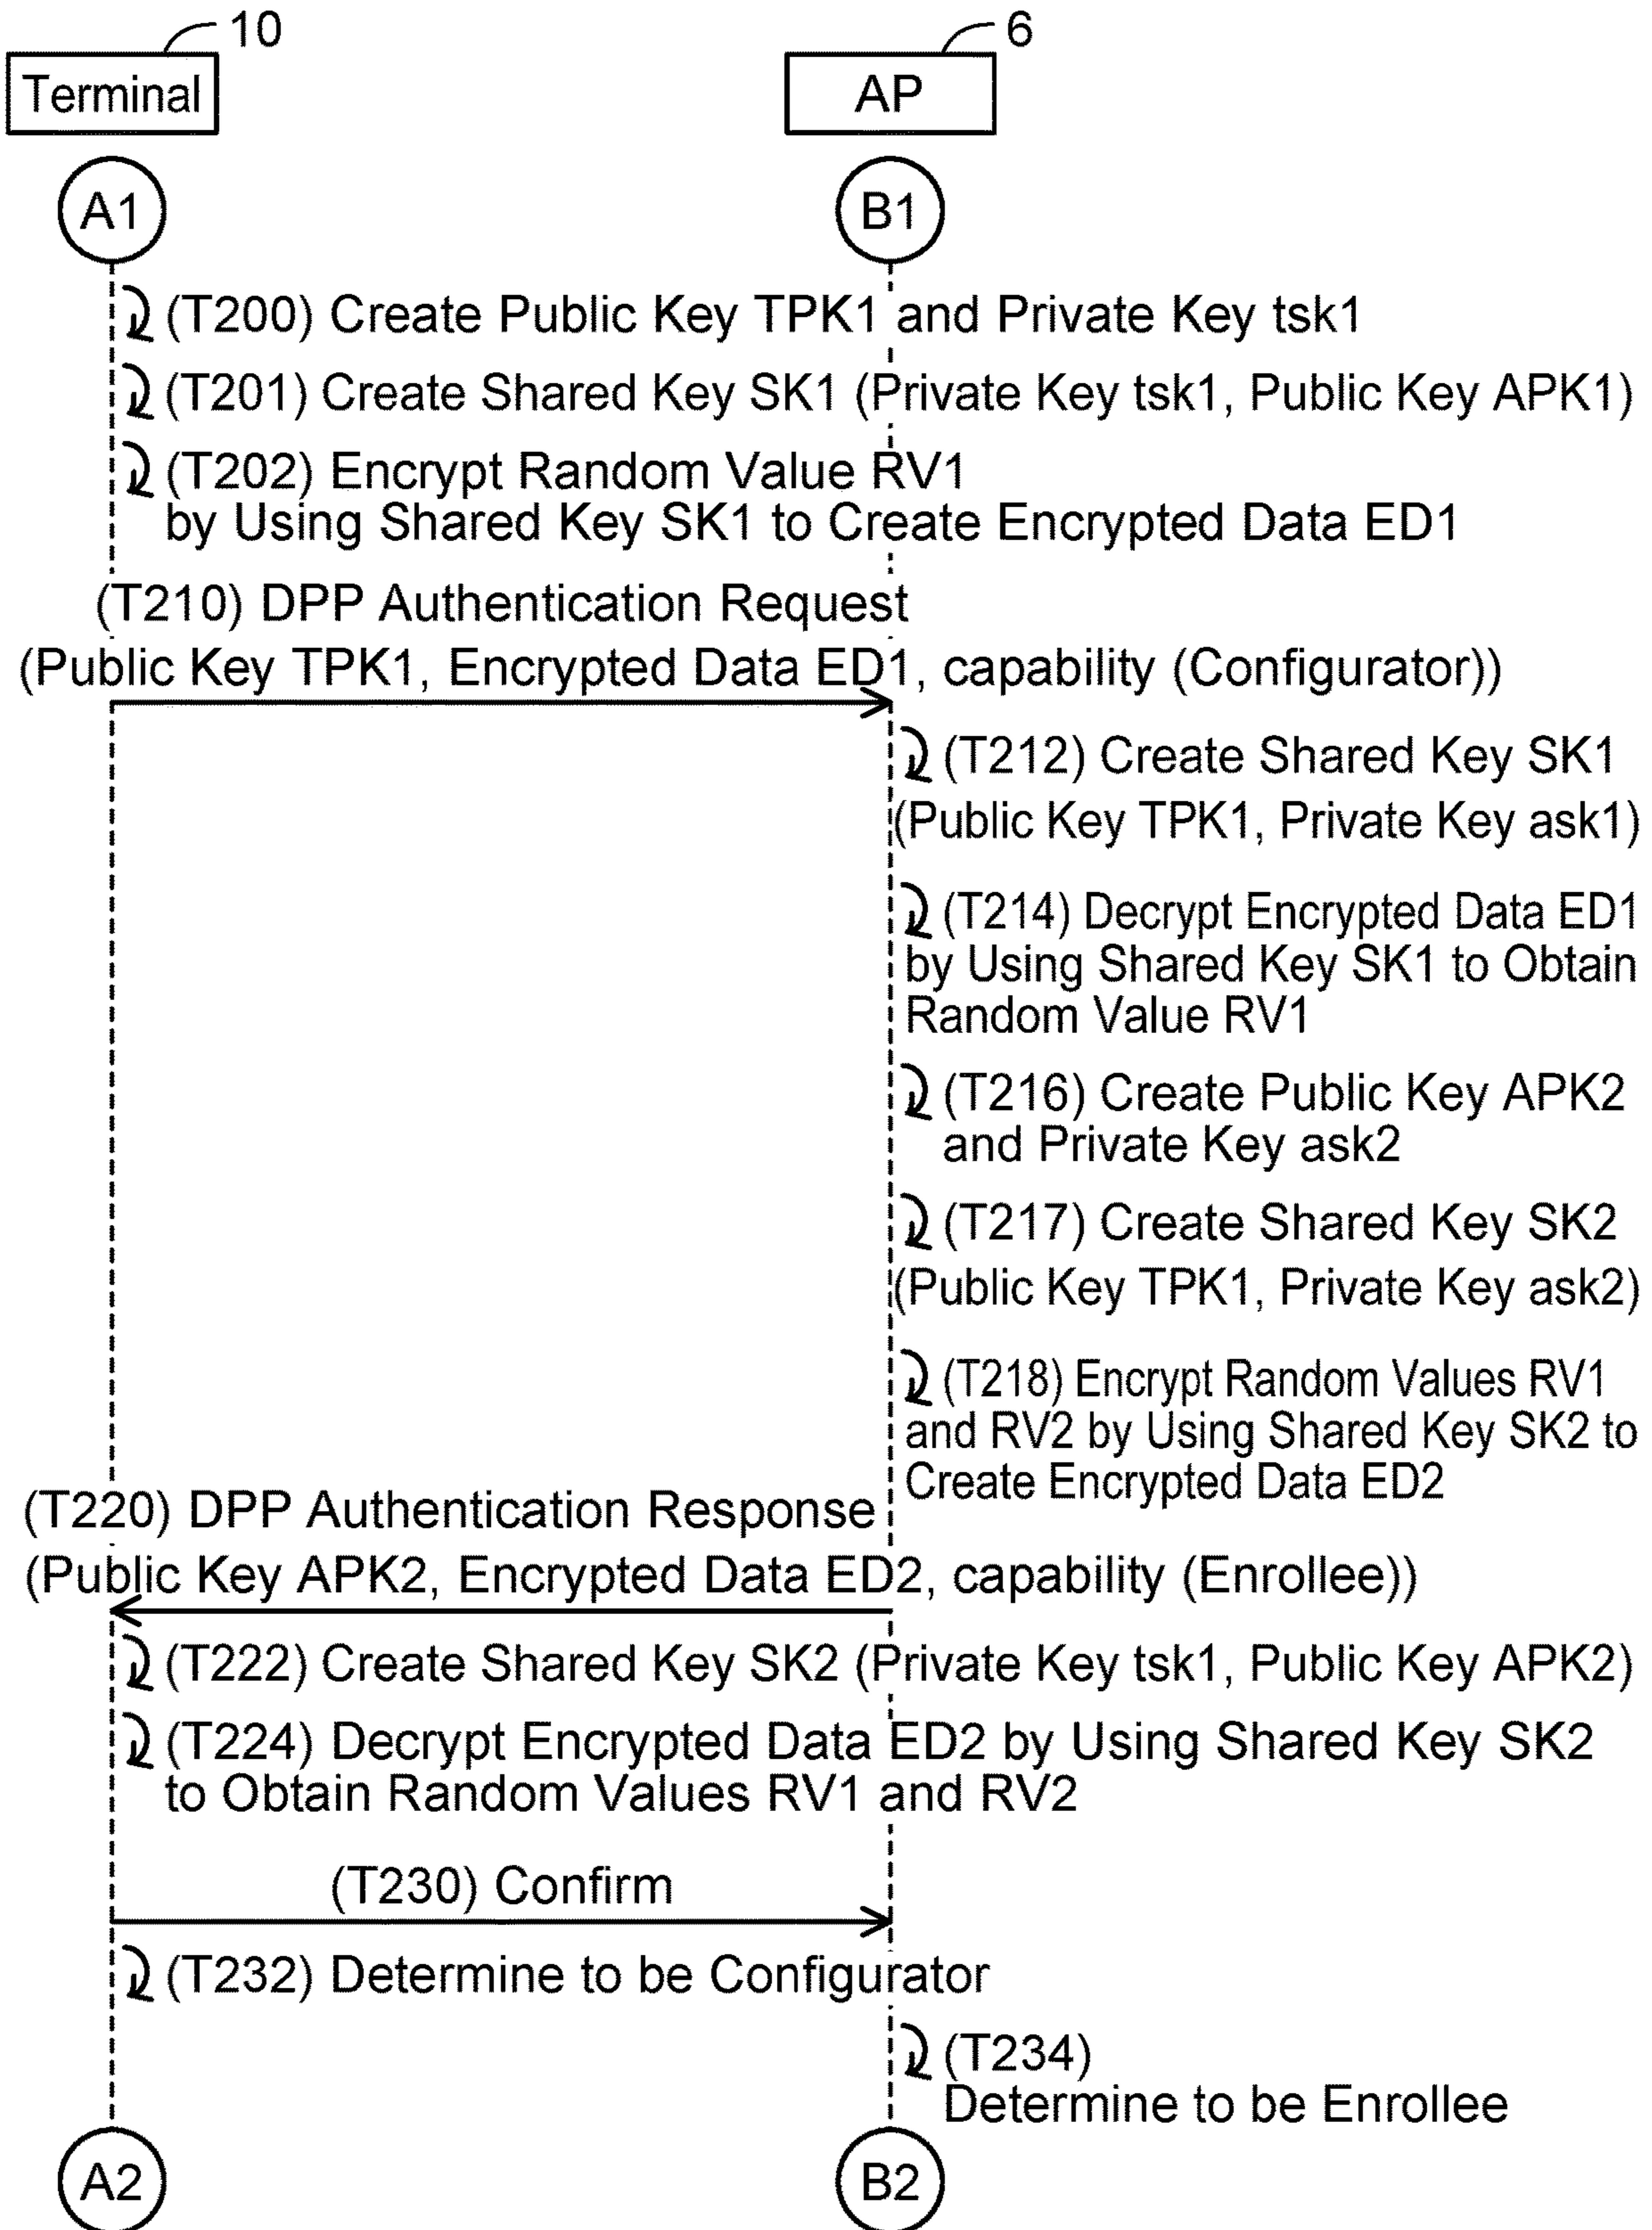 10
6
Terminal
AP
A1
B1
(T200) Create Public Key TPK1 and Private Key tsk1
(T201) Create Shared Key SK1 (Private Key tsk1, Public Key APK1)
(T202) Encrypt Random Value RV1
by Using Shared Key SK1 to Create Encrypted Data ED1
(T210) DPP Authentication Request
(Public Key TPK1, Encrypted Data ED1, capability (Configurator))
(T212) Create Shared Key SK1
(Public Key TPK1, Private Key ask1)
(T214) Decrypt Encrypted Data ED1
by Using Shared Key SK1 to Obtain
Random Value RV1
(T216) Create Public Key APK2
and Private Key ask2
(T217) Create Shared Key SK2
(Public Key TPK1, Private Key ask2)
(T218) Encrypt Random Values RV1
and RV2 by Using Shared Key SK2 to
Create Encrypted Data ED2
(T220) DPP Authentication Response
(Public Key APK2, Encrypted Data ED2, capability (Enrollee))
(T222) Create Shared Key SK2 (Private Key tsk1, Public Key APK2)
(T224) Decrypt Encrypted Data ED2 by Using Shared Key SK2
to Obtain Random Values RV1 and RV2
(T230) Confirm
(T232) Determine to be Configurator
(T234)
Determine to be Enrollee
A2
B2